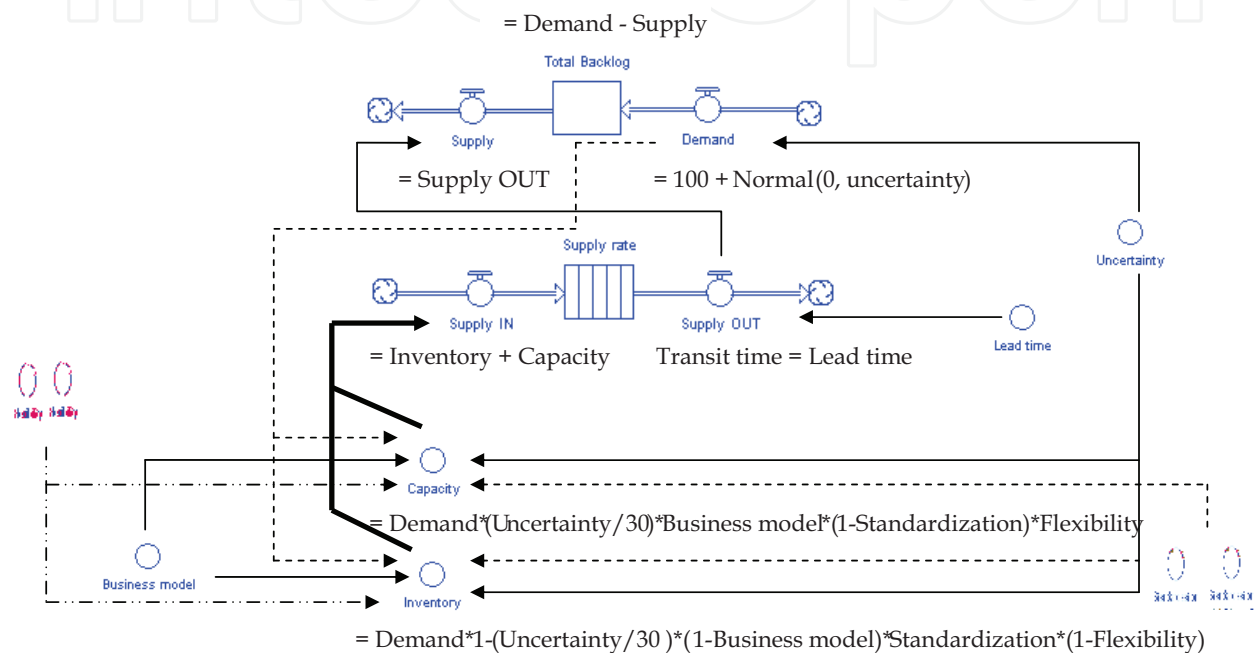 = Demand - Supply
Total Backlog
Supply
Demand
= Supply OUT
= 100 + Normal(0, uncertainty)
Supply rate
Uncertainty
Supply IN
Supply OUT
Lead time
= Inventory + Capacity
Transit time = Lead time
Capacity
= Demand*(Uncertainty/30)*Business model*(1-Standardization)*Flexibility
Business model
Inventory
= Demand*1-(Uncertainty/30 )*(1-Business model)*Standardization*(1-Flexibility)